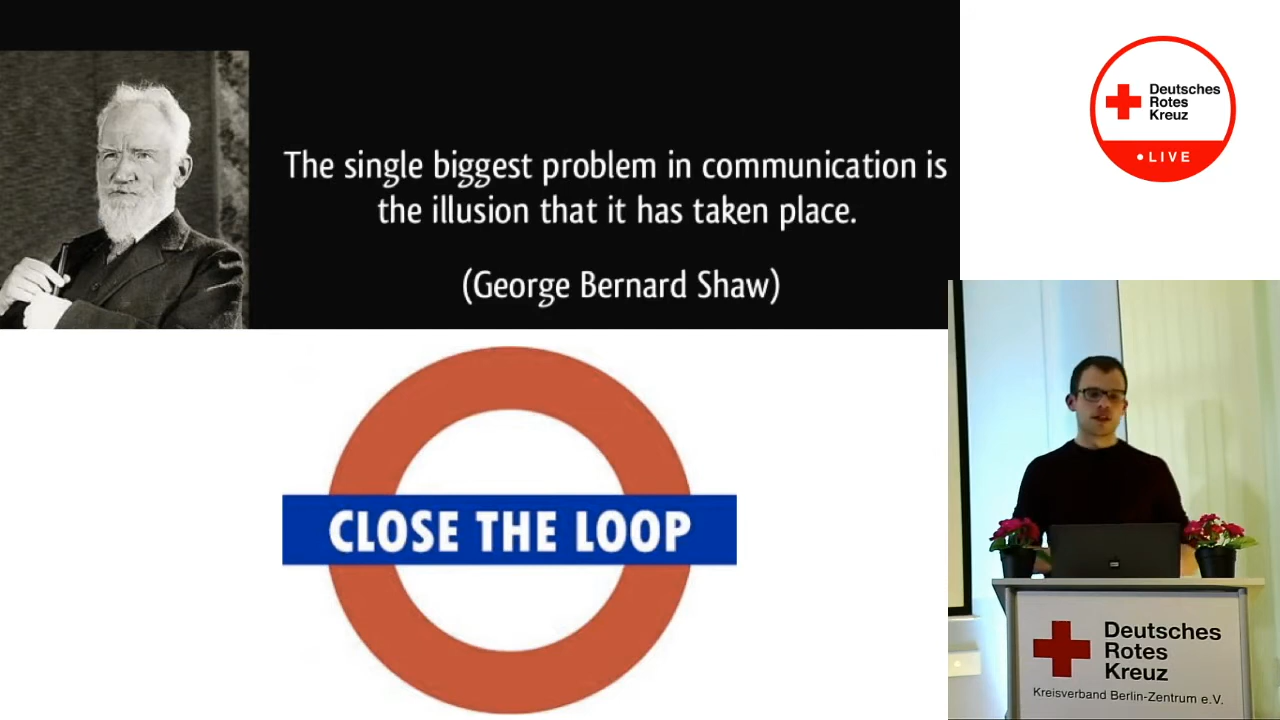 The single biggest problem in communication is
the illusion that it has taken place.
(George Bernard Shaw)
CLOSE THE LOOP
Deutsches
Rotes
Kreuz
• LIVE
Deutsches
Rotes
Kreuz
Kreisverband Berlin-Zentrum e.V.